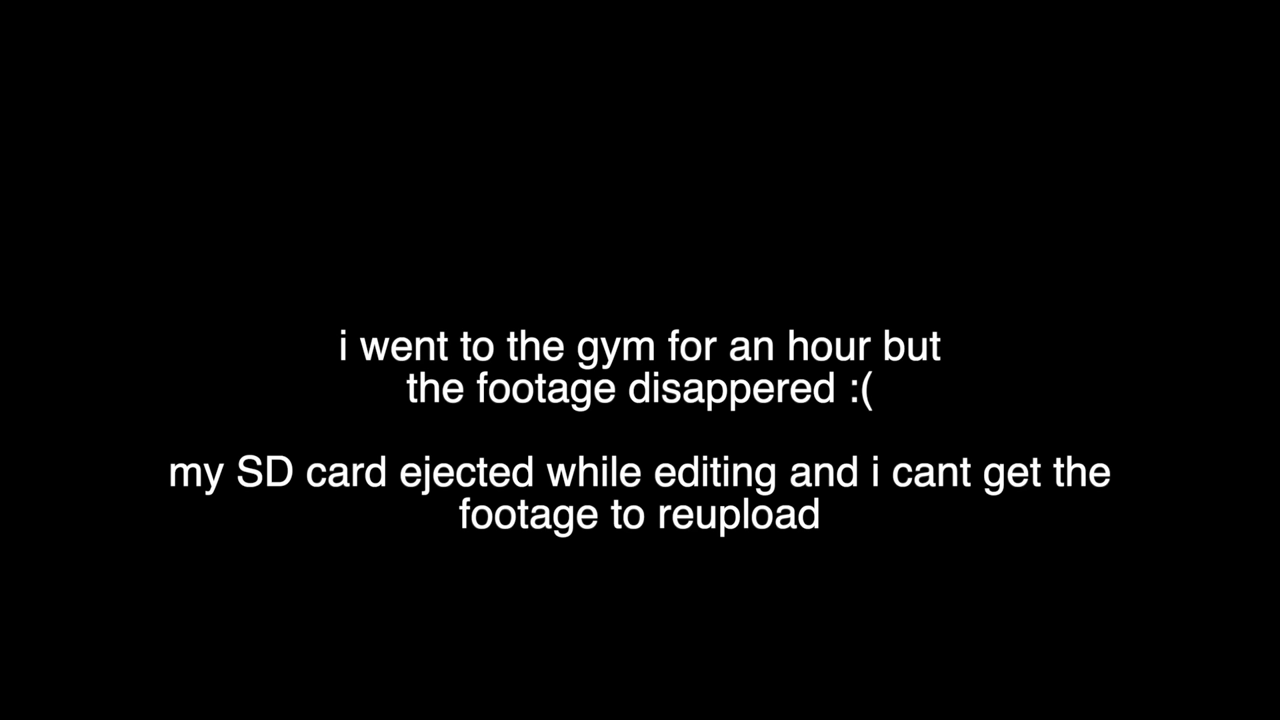 i went to the gym for an hour but
the footage disappered :(
my SD card ejected while editing and i cant get the
footage to reupload